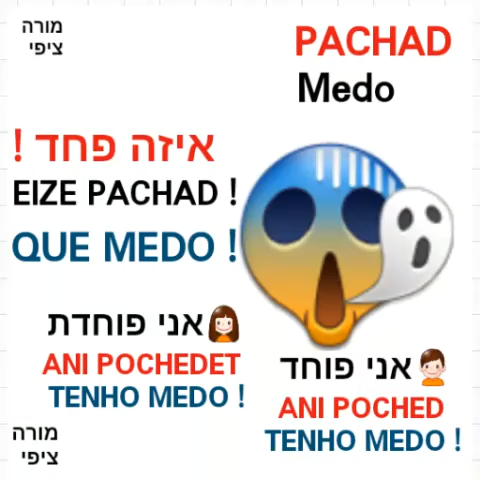 מורה
ציפי
PACHAD
Medo
איזה פחד !
EIZE PACHAD !
QUE MEDO !
אני פוחדת
ANI POCHEDET
TENHO MEDO !
אני פוחד
ANI POCHED
TENHO MEDO !
מורה
ציפי